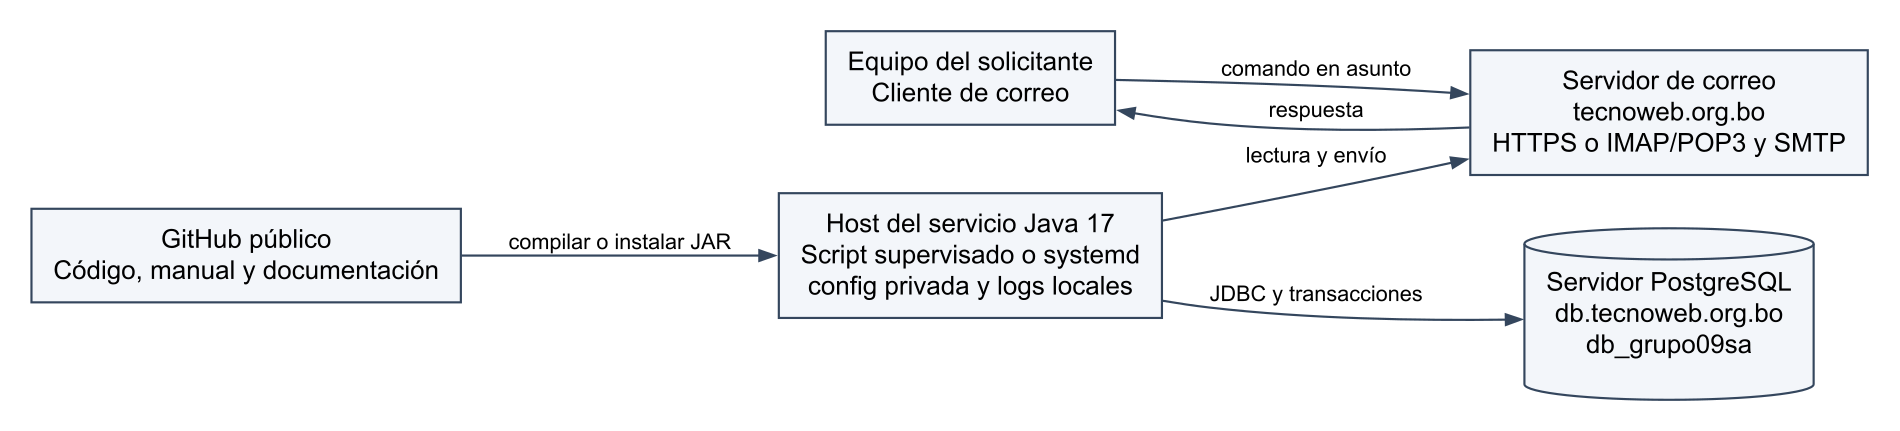 Equipo del solicitante
Cliente de correo
comando en asunto
respuesta
Servidor de correo
tecnoweb.org.bo
HTTPS o IMAP/POP3 y SMTP
lectura y envío
GitHub público
Código, manual y documentación
compilar o instalar JAR
Host del servicio Java 17
Script supervisado o systemd
config privada y logs locales
JDBC y transacciones
Servidor PostgreSQL
db.tecnoweb.org.bo
db_grupo09sa